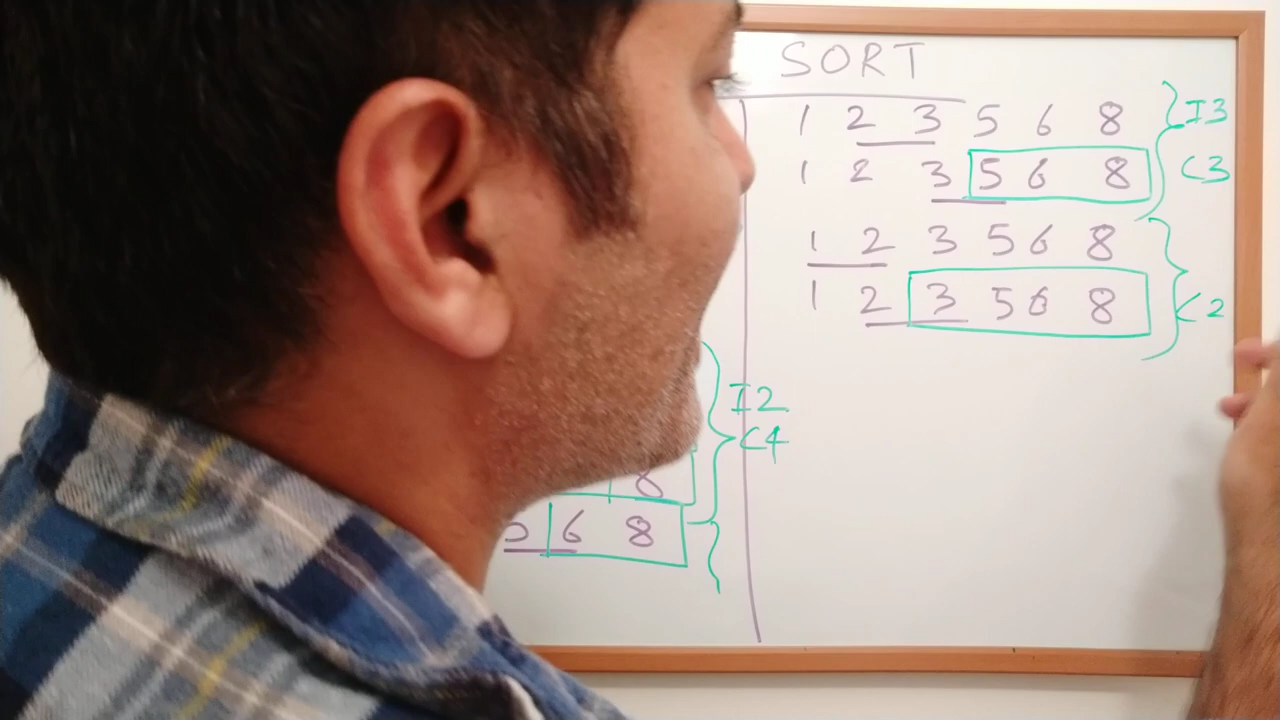 SORT
1 2 3 5 6 8 I3
1 2 3 5 6 8 C3
1 2 3 5 6 8
1 2 3 5 6 8 C2
I2
C4
8
6 8